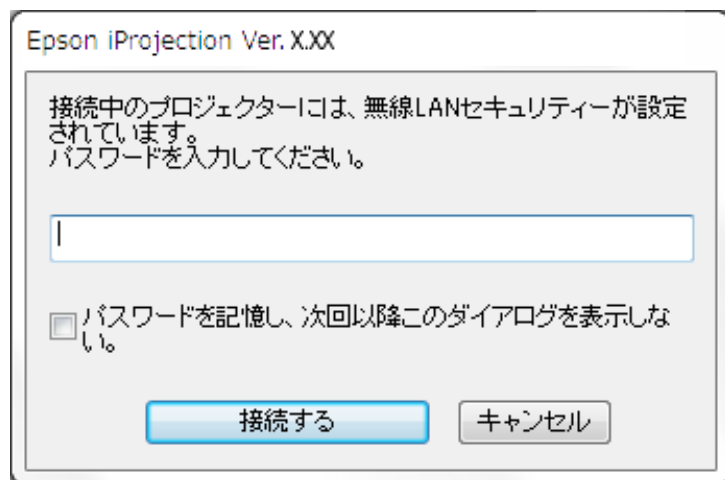 Epson iProjection Ver. X.XX
接続中のプロジェクターには、無線LANセキュリティーが設定
されています。
パスワードを入力してください。
パスワードを記憶し、次回以降このダイアログを表示しな
い。
接続する
キャンセル